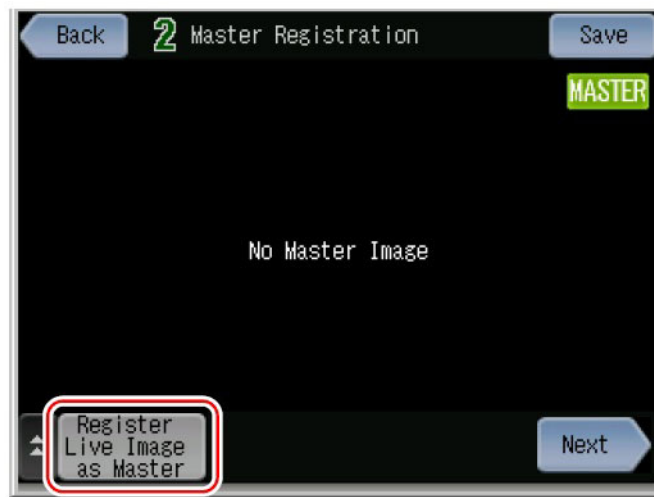 Back 2 Master Registration Save
MASTER
No Master Image
Register
Live Image
as Master
Next